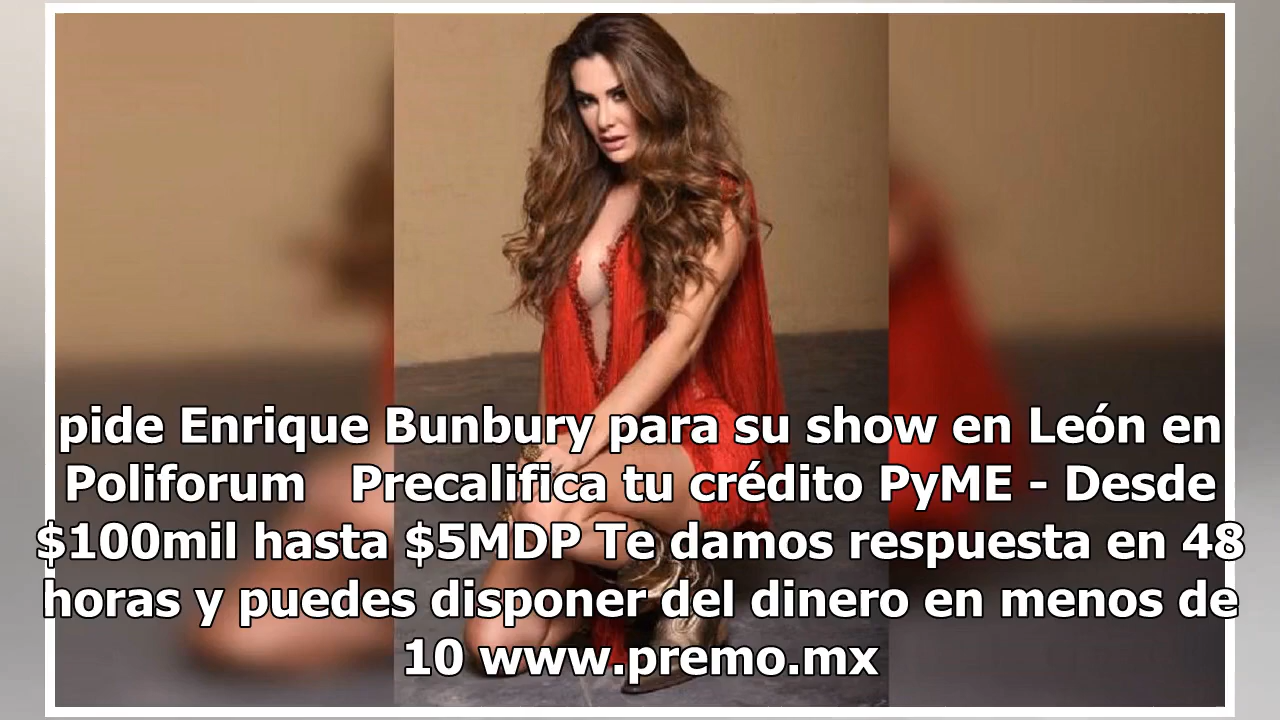 pide Enrique Bunbury para su show en León en
Poliforum   Precalifica tu crédito PyME - Desde
$100mil hasta $5MDP Te damos respuesta en 48
horas y puedes disponer del dinero en menos de
10 www.premo.mx